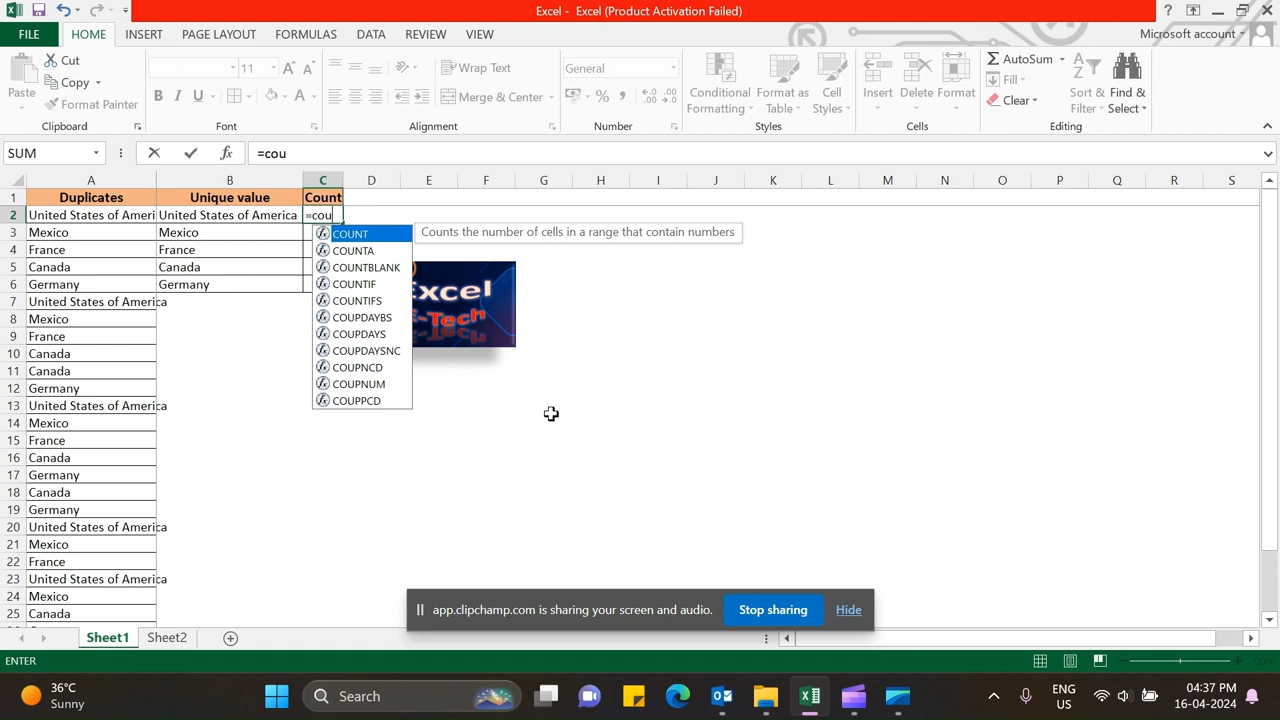 Excel - Excel (Product Activation Failed)
?
FILE HOME INSERT PAGE LAYOUT FORMULAS DATA REVIEW VIEW
Microsoft account
Paste
Cut
Copy
Format Painter
Clipboard
11
B I U
Font
Wrap Text
Merge & Center
Alignment
General
Number
Conditional Formatting
Format as Table
Cell Styles
Styles
Insert Delete Format
Cells
AutoSum
Fill
Clear
Sort & Filter
Find & Select
Editing
SUM fx =cou
A B C D E F G H I J K L M N O P Q R S
1 Duplicates Unique value Count
2 United States of Ameri United States of America =cou
3 Mexico Mexico
4 France France
5 Canada Canada
6 Germany Germany
7 United States of America
8 Mexico
9 France
10 Canada
11 Canada
12 Germany
13 United States of America
14 Mexico
15 France
16 Canada
17 Germany
18 Canada
19 Germany
20 United States of America
21 Mexico
22 France
23 United States of America
24 Mexico
25 Canada
COUNT
COUNTA
COUNTBLANK
COUNTIF
COUNTIFS
COUPDAYBS
COUPDAYS
COUPDAYSNC
COUPNCD
COUPNUM
COUPPCD
Counts the number of cells in a range that contain numbers
Excel
E-Tech
app.clipchamp.com is sharing your screen and audio. Stop sharing Hide
Sheet1 Sheet2
ENTER
36°C
Sunny
Search
ENG
US
04:37 PM
16-04-2024